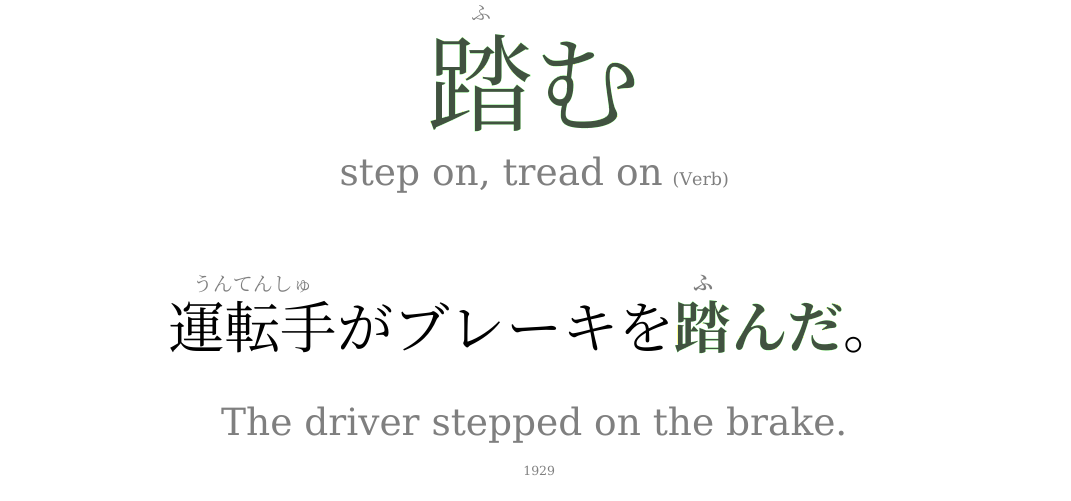 ふ
踏む
step on, tread on (Verb)
うんてんしゅ ふ
運転手がブレーキを踏んだ。
The driver stepped on the brake.
1929